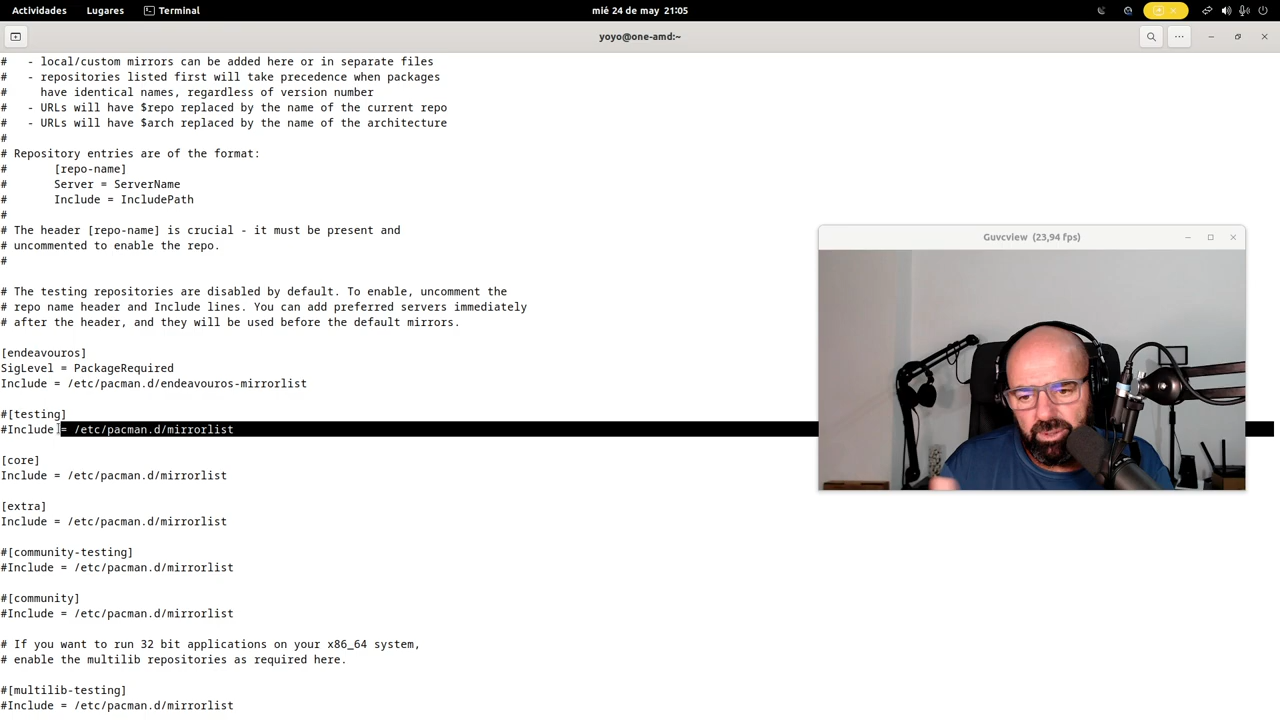 Actividades Lugares Terminal mié 24 de may 21:05
yoyo@one-amd:~
#   - local/custom mirrors can be added here or in separate files
#   - repositories listed first will take precedence when packages
#     have identical names, regardless of version number
#   - URLs will have $repo replaced by the name of the current repo
#   - URLs will have $arch replaced by the name of the architecture
#
# Repository entries are of the format:
#       [repo-name]
#       Server = ServerName
#       Include = IncludePath
#
# The header [repo-name] is crucial - it must be present and
# uncommented to enable the repo.
#
Guvcview (23,94 fps)
# The testing repositories are disabled by default. To enable, uncomment the
# repo name header and Include lines. You can add preferred servers immediately
# after the header, and they will be used before the default mirrors.
[endeavouros]
SigLevel = PackageRequired
Include = /etc/pacman.d/endeavouros-mirrorlist
#[testing]
#Include = /etc/pacman.d/mirrorlist
[core]
Include = /etc/pacman.d/mirrorlist
[extra]
Include = /etc/pacman.d/mirrorlist
#[community-testing]
#Include = /etc/pacman.d/mirrorlist
#[community]
#Include = /etc/pacman.d/mirrorlist
# If you want to run 32 bit applications on your x86_64 system,
# enable the multilib repositories as required here.
#[multilib-testing]
#Include = /etc/pacman.d/mirrorlist